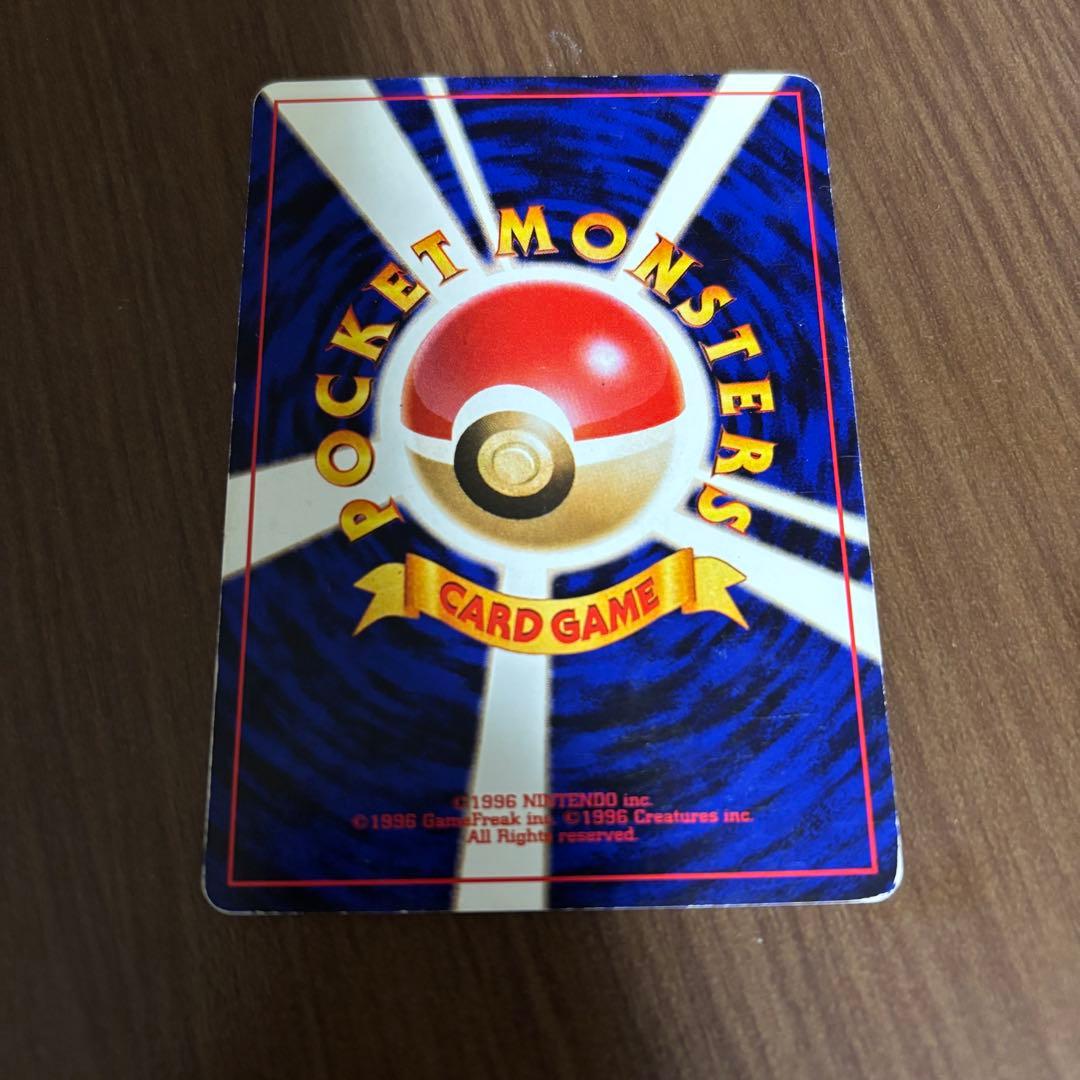 POCKET MONSTERS
CARD GAME
©1996 NINTENDO inc.
©1996 GameFreak inc. ©1996 Creatures inc.
All Rights reserved.